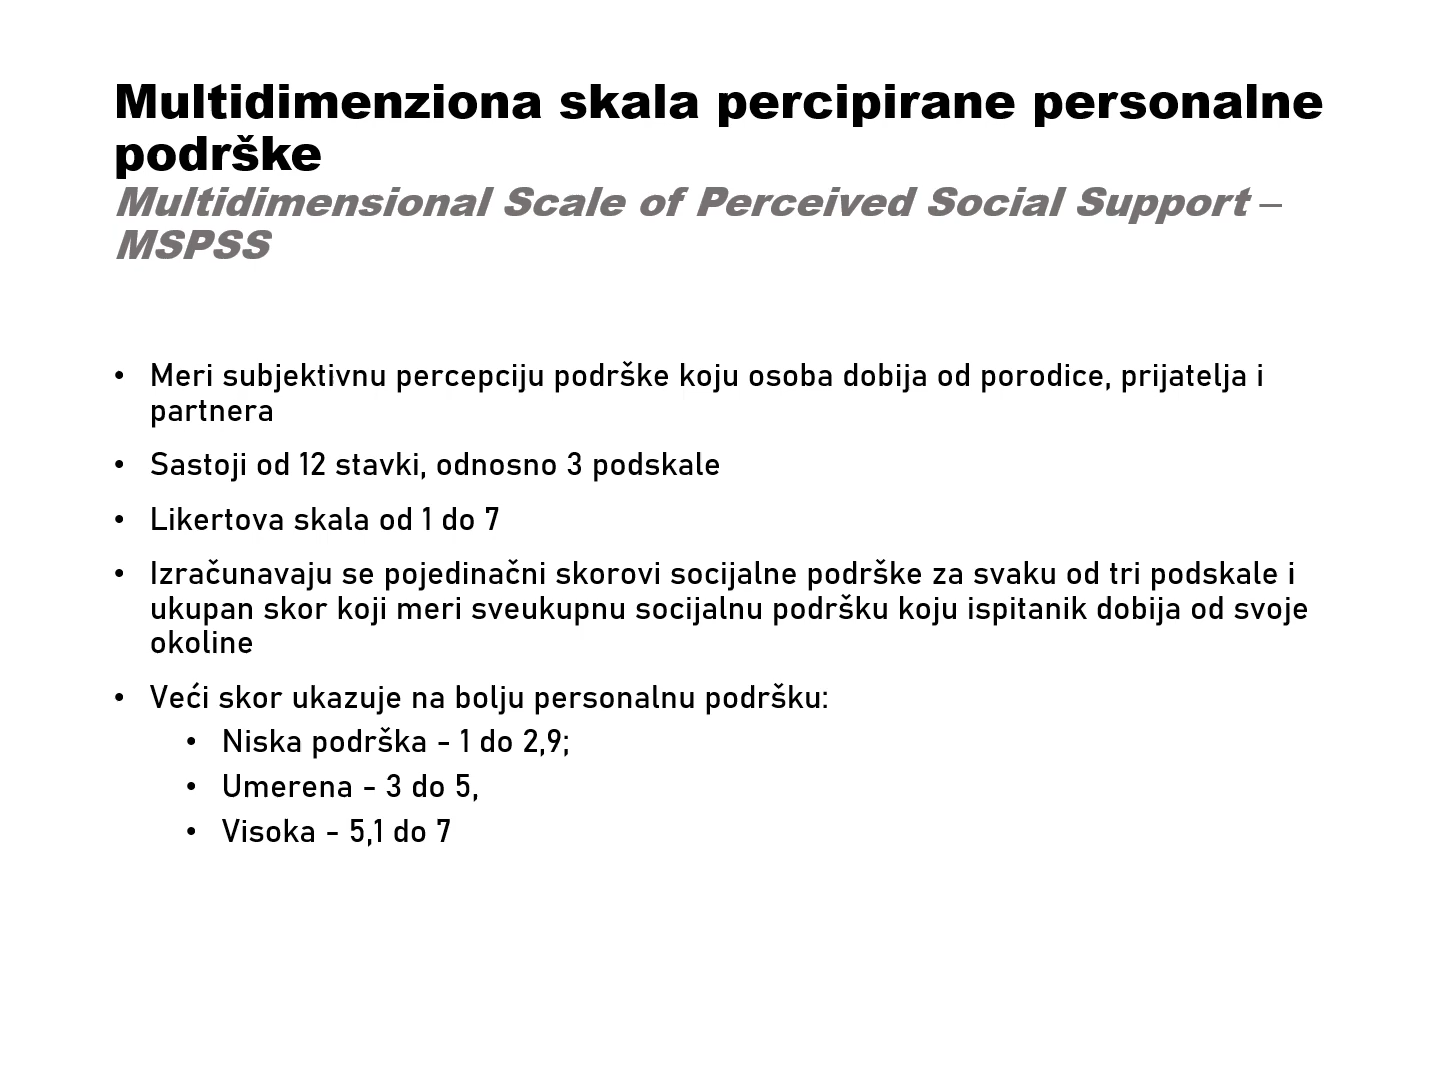 Multidimenziona skala percipirane personalne
podrške
Multidimensional Scale of Perceived Social Support –
MSPSS
• Meri subjektivnu percepciju podrške koju osoba dobija od porodice, prijatelja i
partnera
• Sastoji od 12 stavki, odnosno 3 podskale
• Likertova skala od 1 do 7
• Izračunavaju se pojedinačni skorovi socijalne podrške za svaku od tri podskale i
ukupan skor koji meri sveukupnu socijalnu podršku koju ispitanik dobija od svoje
okoline
• Veći skor ukazuje na bolju personalnu podršku:
• Niska podrška - 1 do 2,9;
• Umerena - 3 do 5,
• Visoka - 5,1 do 7